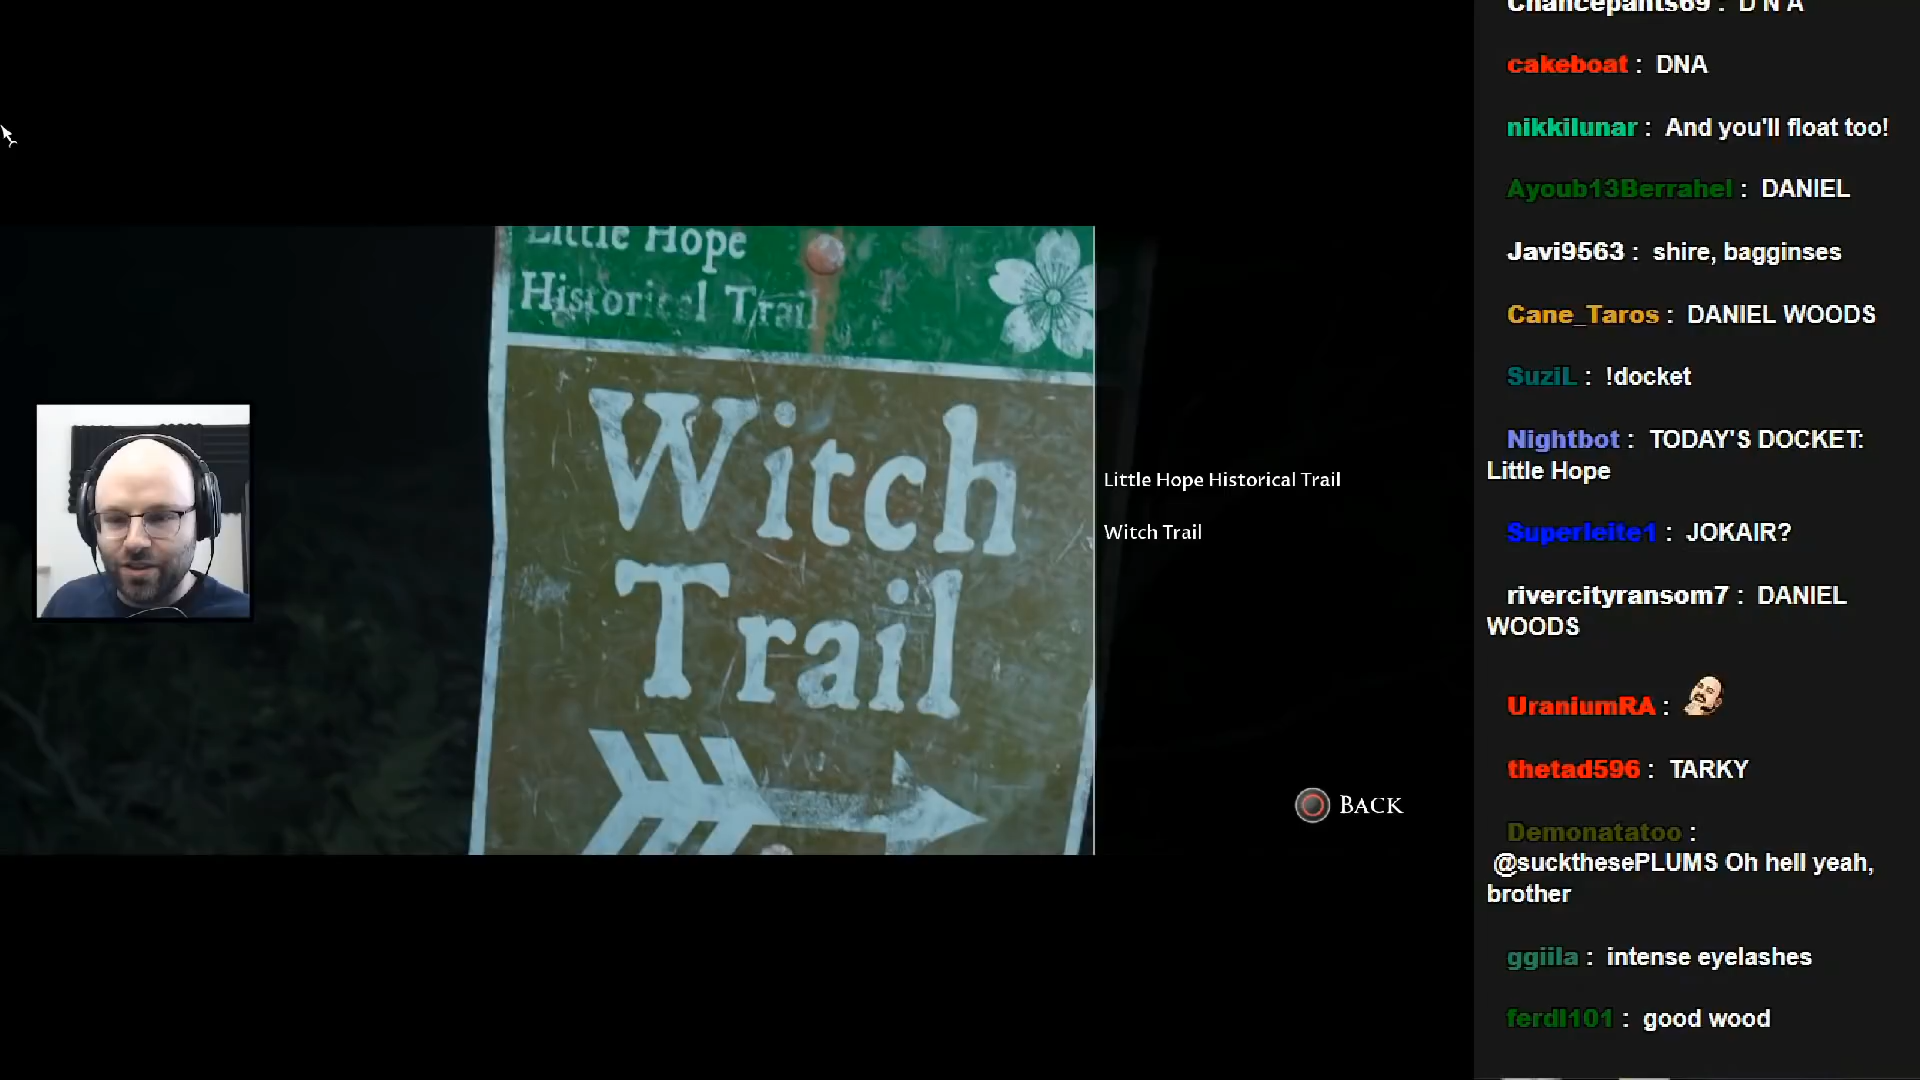 Little Hope
Historical Trail
Witch
Trail
Little Hope Historical Trail
Witch Trail
BACK
Chancepants69 : D N A
cakeboat : DNA
nikkilunar : And you'll float too!
Ayoub13Berrahel : DANIEL
Javi9563 : shire, bagginses
Cane_Taros : DANIEL WOODS
SuziL : !docket
Nightbot : TODAY'S DOCKET:
Little Hope
Superleite1 : JOKAIR?
rivercityransom7 : DANIEL
WOODS
UraniumRA :
thetad596 : TARKY
Demonatatoo :
@suckthesePLUMS Oh hell yeah,
brother
ggiila : intense eyelashes
ferdl101 : good wood